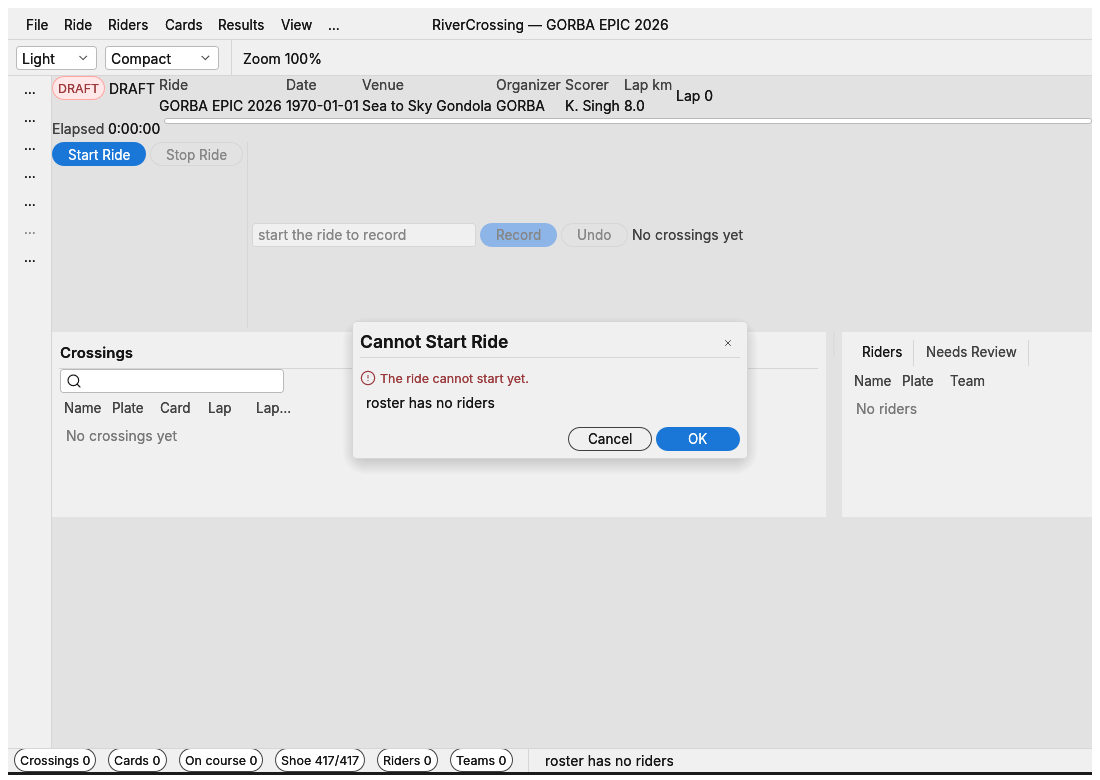 File Ride Riders Cards Results View ... RiverCrossing — GORBA EPIC 2026
Light Compact Zoom 100%
...
...
...
...
...
...
...
DRAFT DRAFT
Ride Date Venue Organizer Scorer Lap km
GORBA EPIC 2026 1970-01-01 Sea to Sky Gondola GORBA K. Singh 8.0
Lap 0
Elapsed 0:00:00
Start Ride Stop Ride
start the ride to record Record Undo No crossings yet
Crossings
Name Plate Card Lap Lap...
No crossings yet
Cannot Start Ride
The ride cannot start yet.
roster has no riders
Cancel OK
Riders Needs Review
Name Plate Team
No riders
Crossings 0 Cards 0 On course 0 Shoe 417/417 Riders 0 Teams 0 roster has no riders